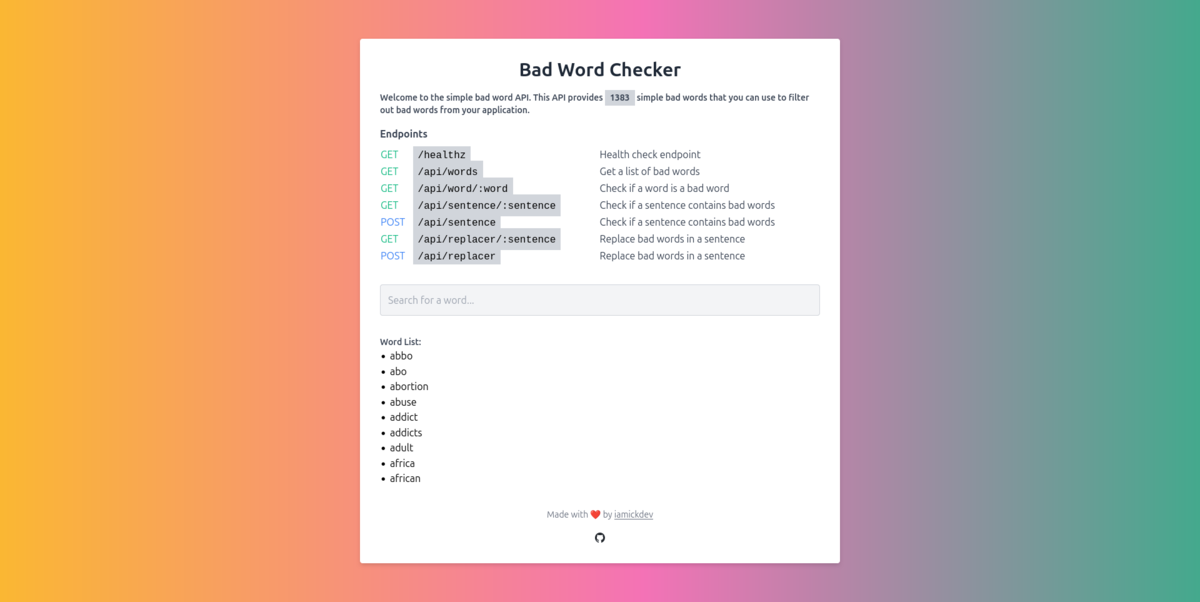 Bad Word Checker
Welcome to the simple bad word API. This API provides 1383 simple bad words that you can use to filter
out bad words from your application.
Endpoints
GET /healthz Health check endpoint
GET /api/words Get a list of bad words
GET /api/word/:word Check if a word is a bad word
GET /api/sentence/:sentence Check if a sentence contains bad words
POST /api/sentence Check if a sentence contains bad words
GET /api/replacer/:sentence Replace bad words in a sentence
POST /api/replacer Replace bad words in a sentence
Search for a word...
Word List:
• abbo
• abo
• abortion
• abuse
• addict
• addicts
• adult
• africa
• african
Made with ❤️ by iamickdev